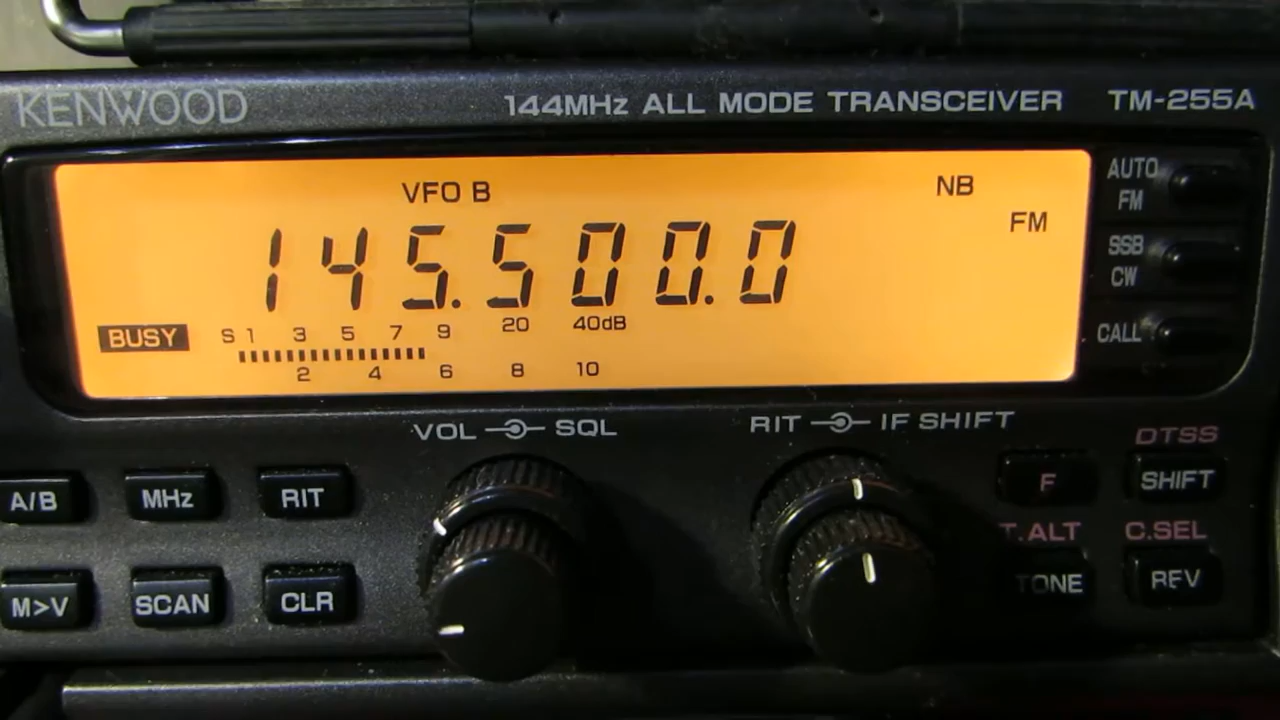 KENWOOD 144MHz ALL MODE TRANSCEIVER TM-255A
VFO B NB AUTO FM
FM
145.500.0
SSB CW
BUSY S 1 3 5 7 9 20 40dB CALL
2 4 6 8 10
VOL SQL RIT IF SHIFT DTSS
A/B MHz RIT F SHIFT
T.ALT C.SEL
M>V SCAN CLR TONE REV